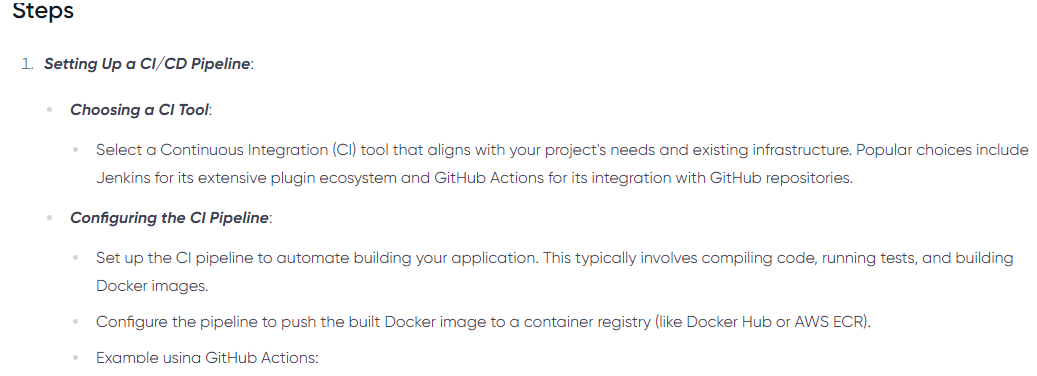 Steps
1. Setting Up a CI/CD Pipeline:
Choosing a CI Tool:
Select a Continuous Integration (CI) tool that aligns with your project's needs and existing infrastructure. Popular choices include
Jenkins for its extensive plugin ecosystem and GitHub Actions for its integration with GitHub repositories.
Configuring the CI Pipeline:
Set up the CI pipeline to automate building your application. This typically involves compiling code, running tests, and building
Docker images.
Configure the pipeline to push the built Docker image to a container registry (like Docker Hub or AWS ECR).
Example using GitHub Actions: